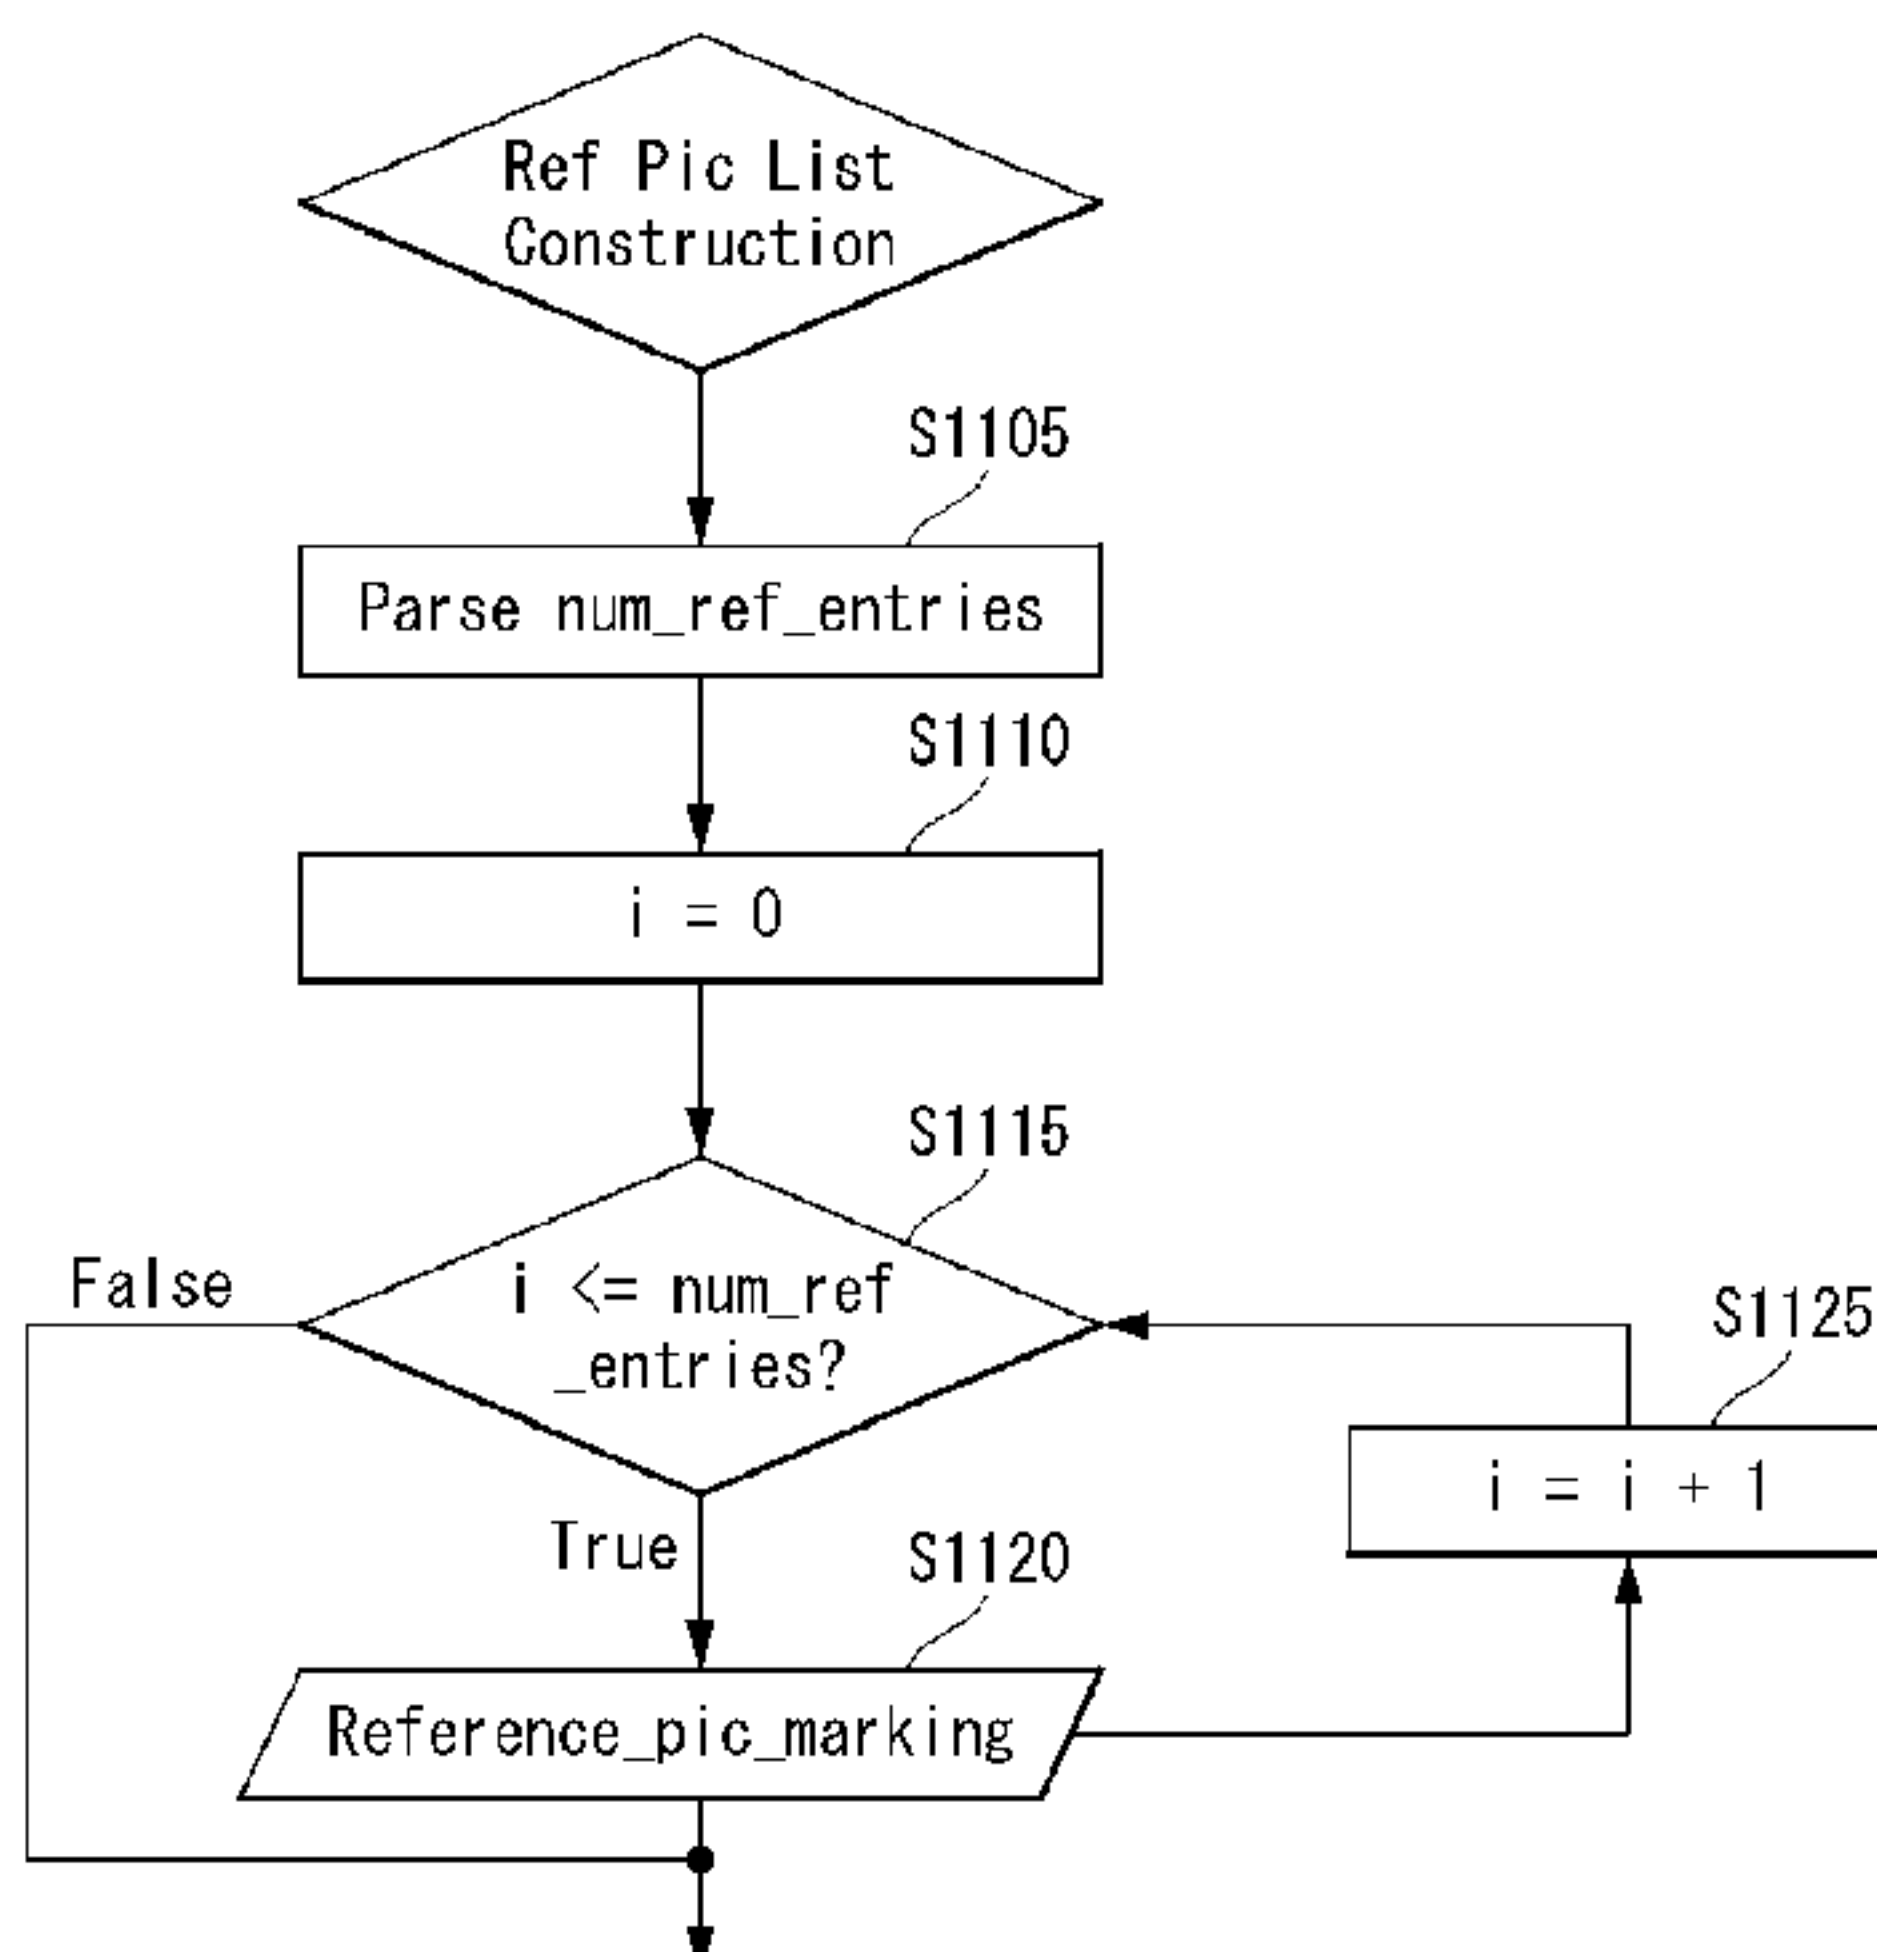 Ref Pic List
Construction
S1105
Parse num_ref_entries
S1110
i = 0
S1115
False
i <= num_ref
_entries?
S1125
i = i + 1
True
S1120
Reference_pic_marking